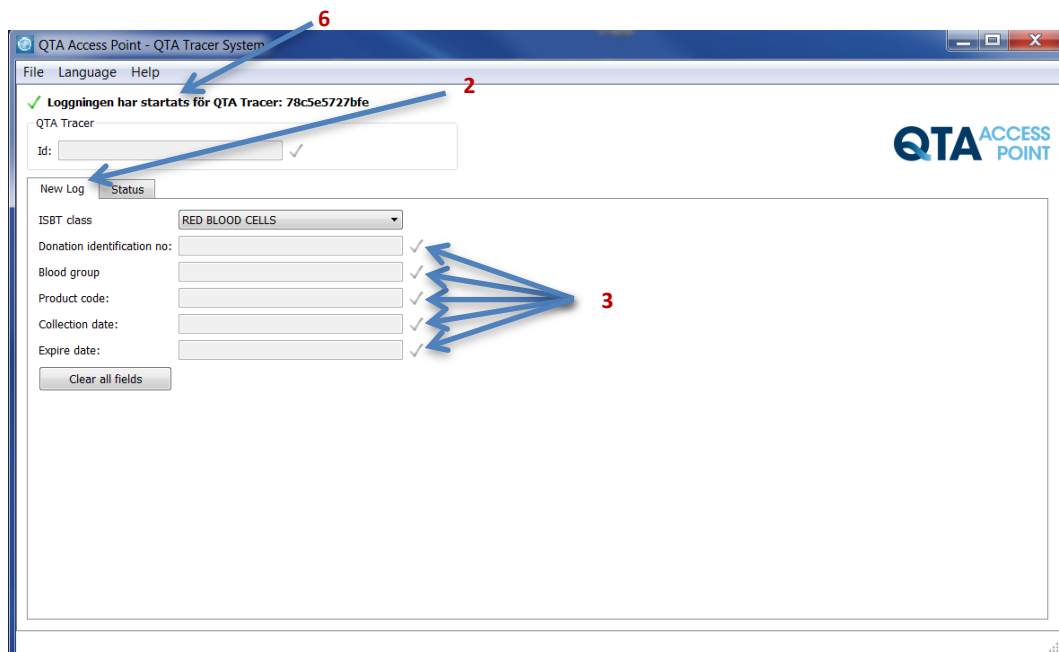 6
QTA Access Point - QTA Tracer System
File Language Help
2
Loggningen har startats för QTA Tracer: 78c5e5727bfe
QTA Tracer
Id:
QTA ACCESS POINT
New Log Status
ISBT class RED BLOOD CELLS
Donation identification no:
Blood group
Product code:
3
Collection date:
Expire date:
Clear all fields